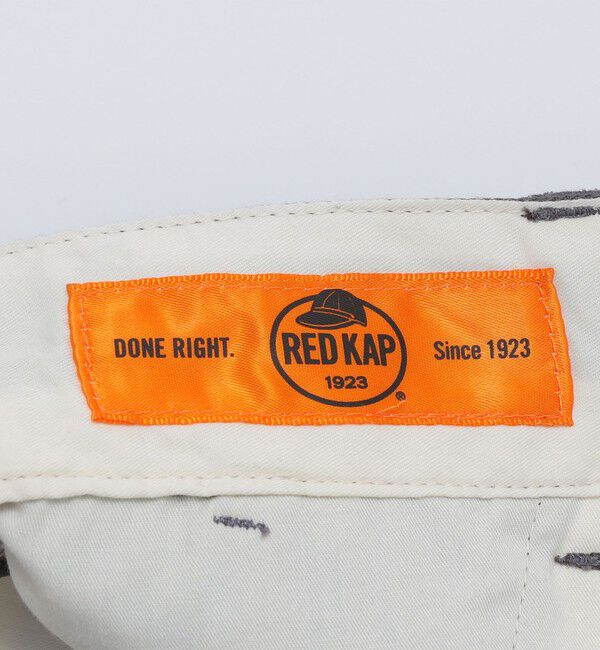 DONE RIGHT.
RED KAP
1923
®
Since 1923